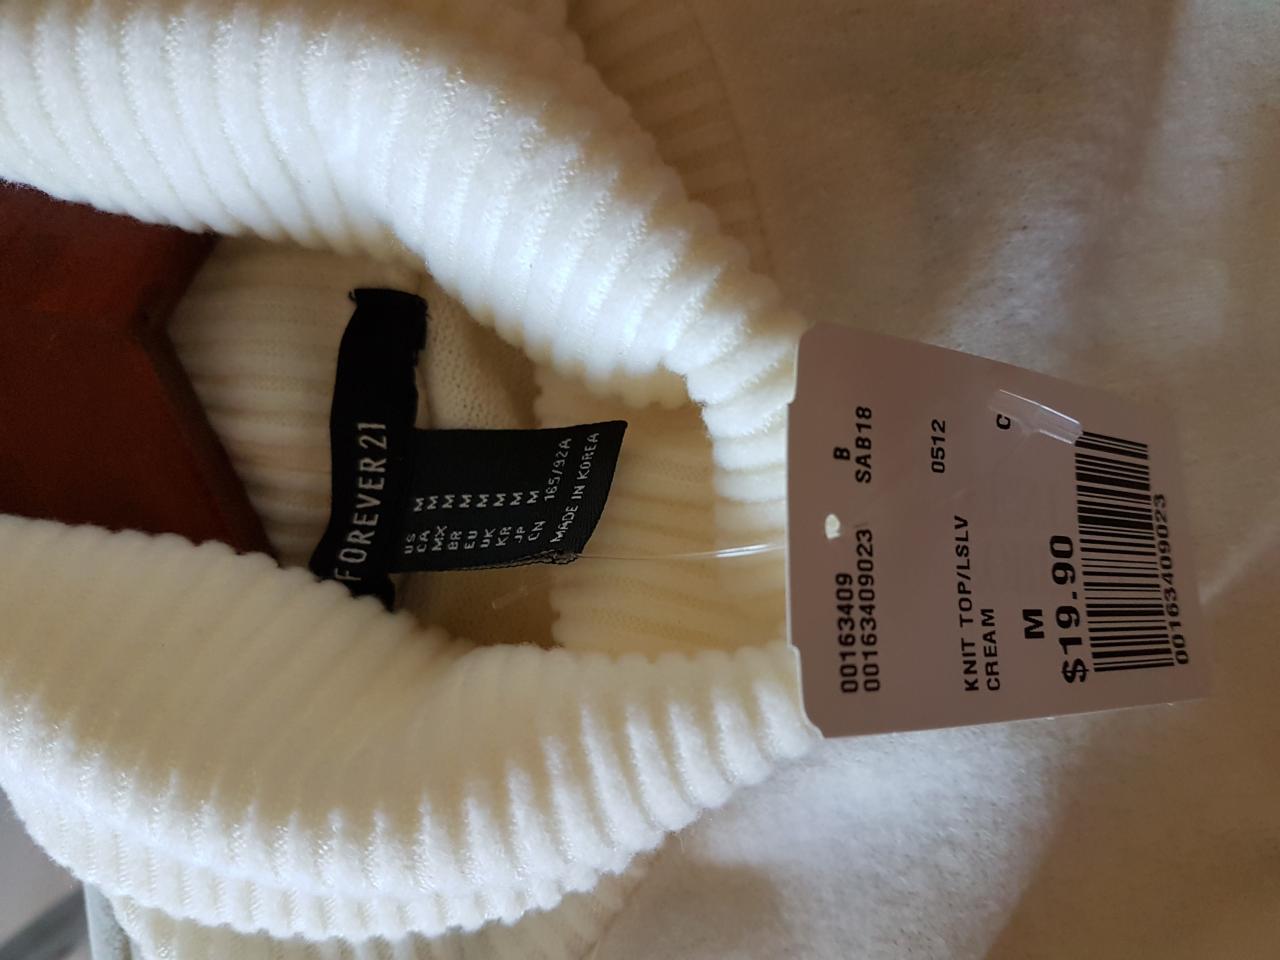 FOREVER 21
US M
CA M
MX M
BR M
EU M
UK M
KR M
JP M
CN 165/92A
MADE IN KOREA
00163409 B
00163409023 SAB18
0512
KNIT TOP/LSLV
CREAM C
M
$19.90
00163409023